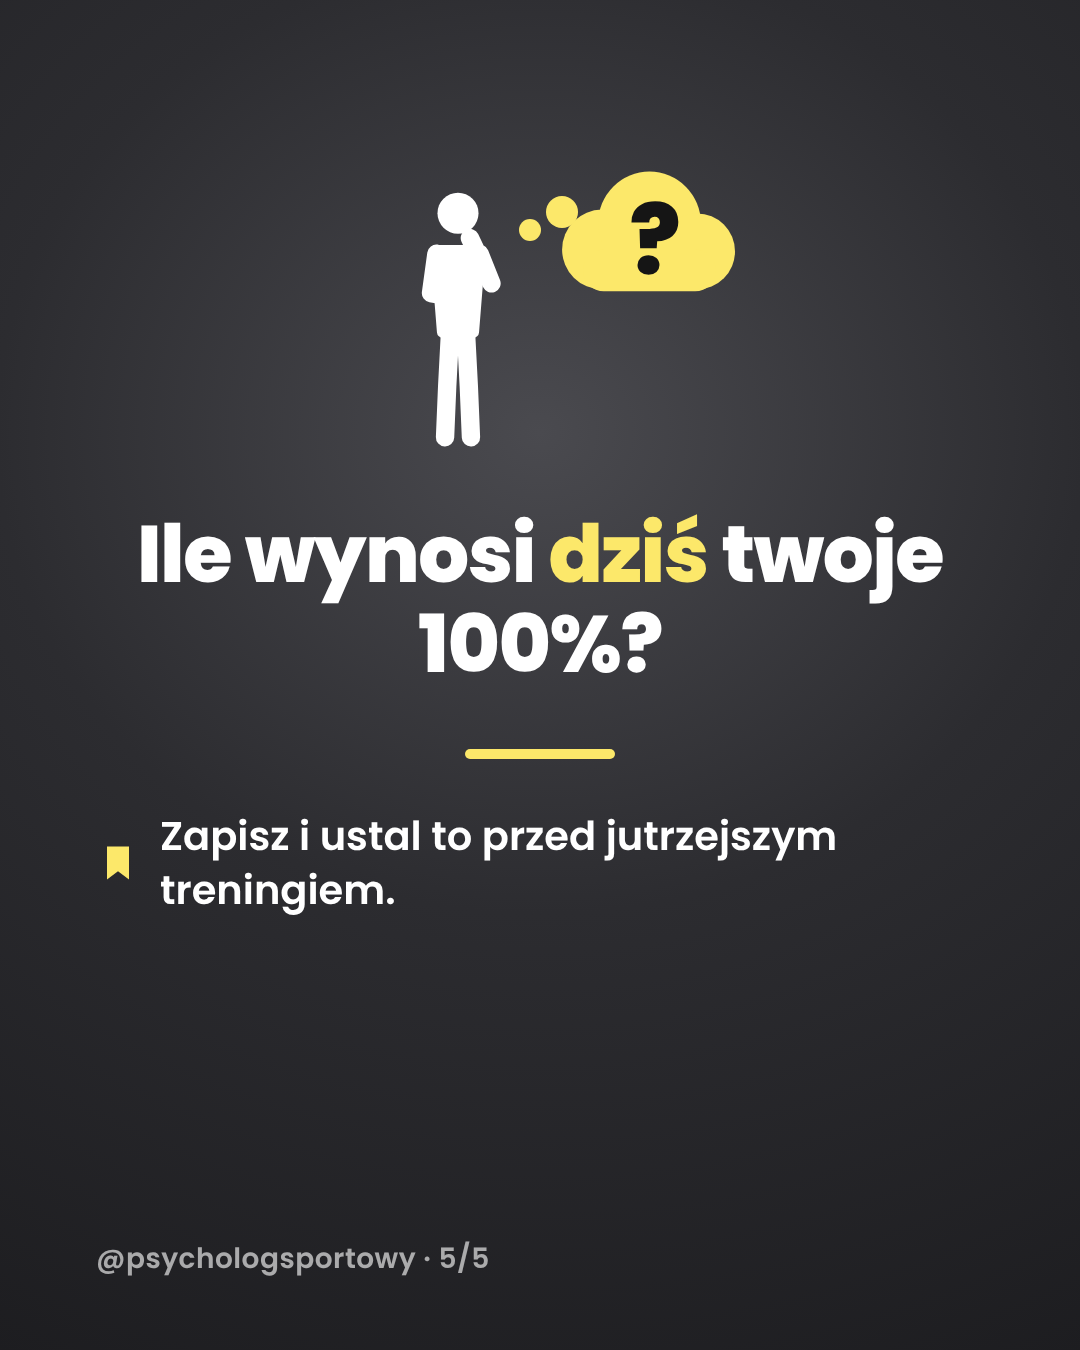 ?
Ile wynosi dziś twoje
100%?
Zapisz i ustal to przed jutrzejszym
treningiem.
@psychologsportowy · 5/5